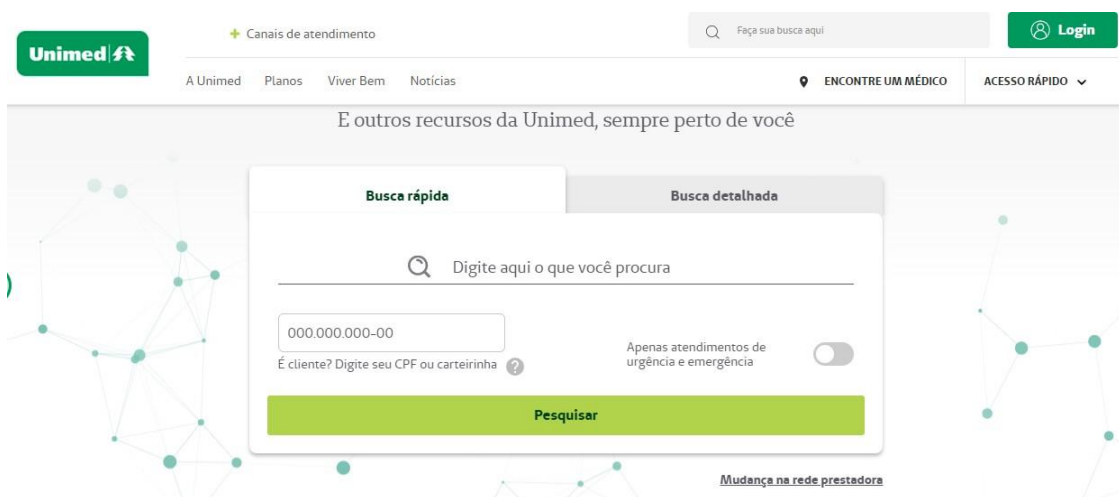 Unimed
+ Canais de atendimento
Faça sua busca aqui
Login
A Unimed Planos Viver Bem Notícias
ENCONTRE UM MÉDICO
ACESSO RÁPIDO
E outros recursos da Unimed, sempre perto de você
Busca rápida
Busca detalhada
Digite aqui o que você procura
000.000.000-00
É cliente? Digite seu CPF ou carteirinha ?
Apenas atendimentos de
urgência e emergência
Pesquisar
Mudança na rede prestadora